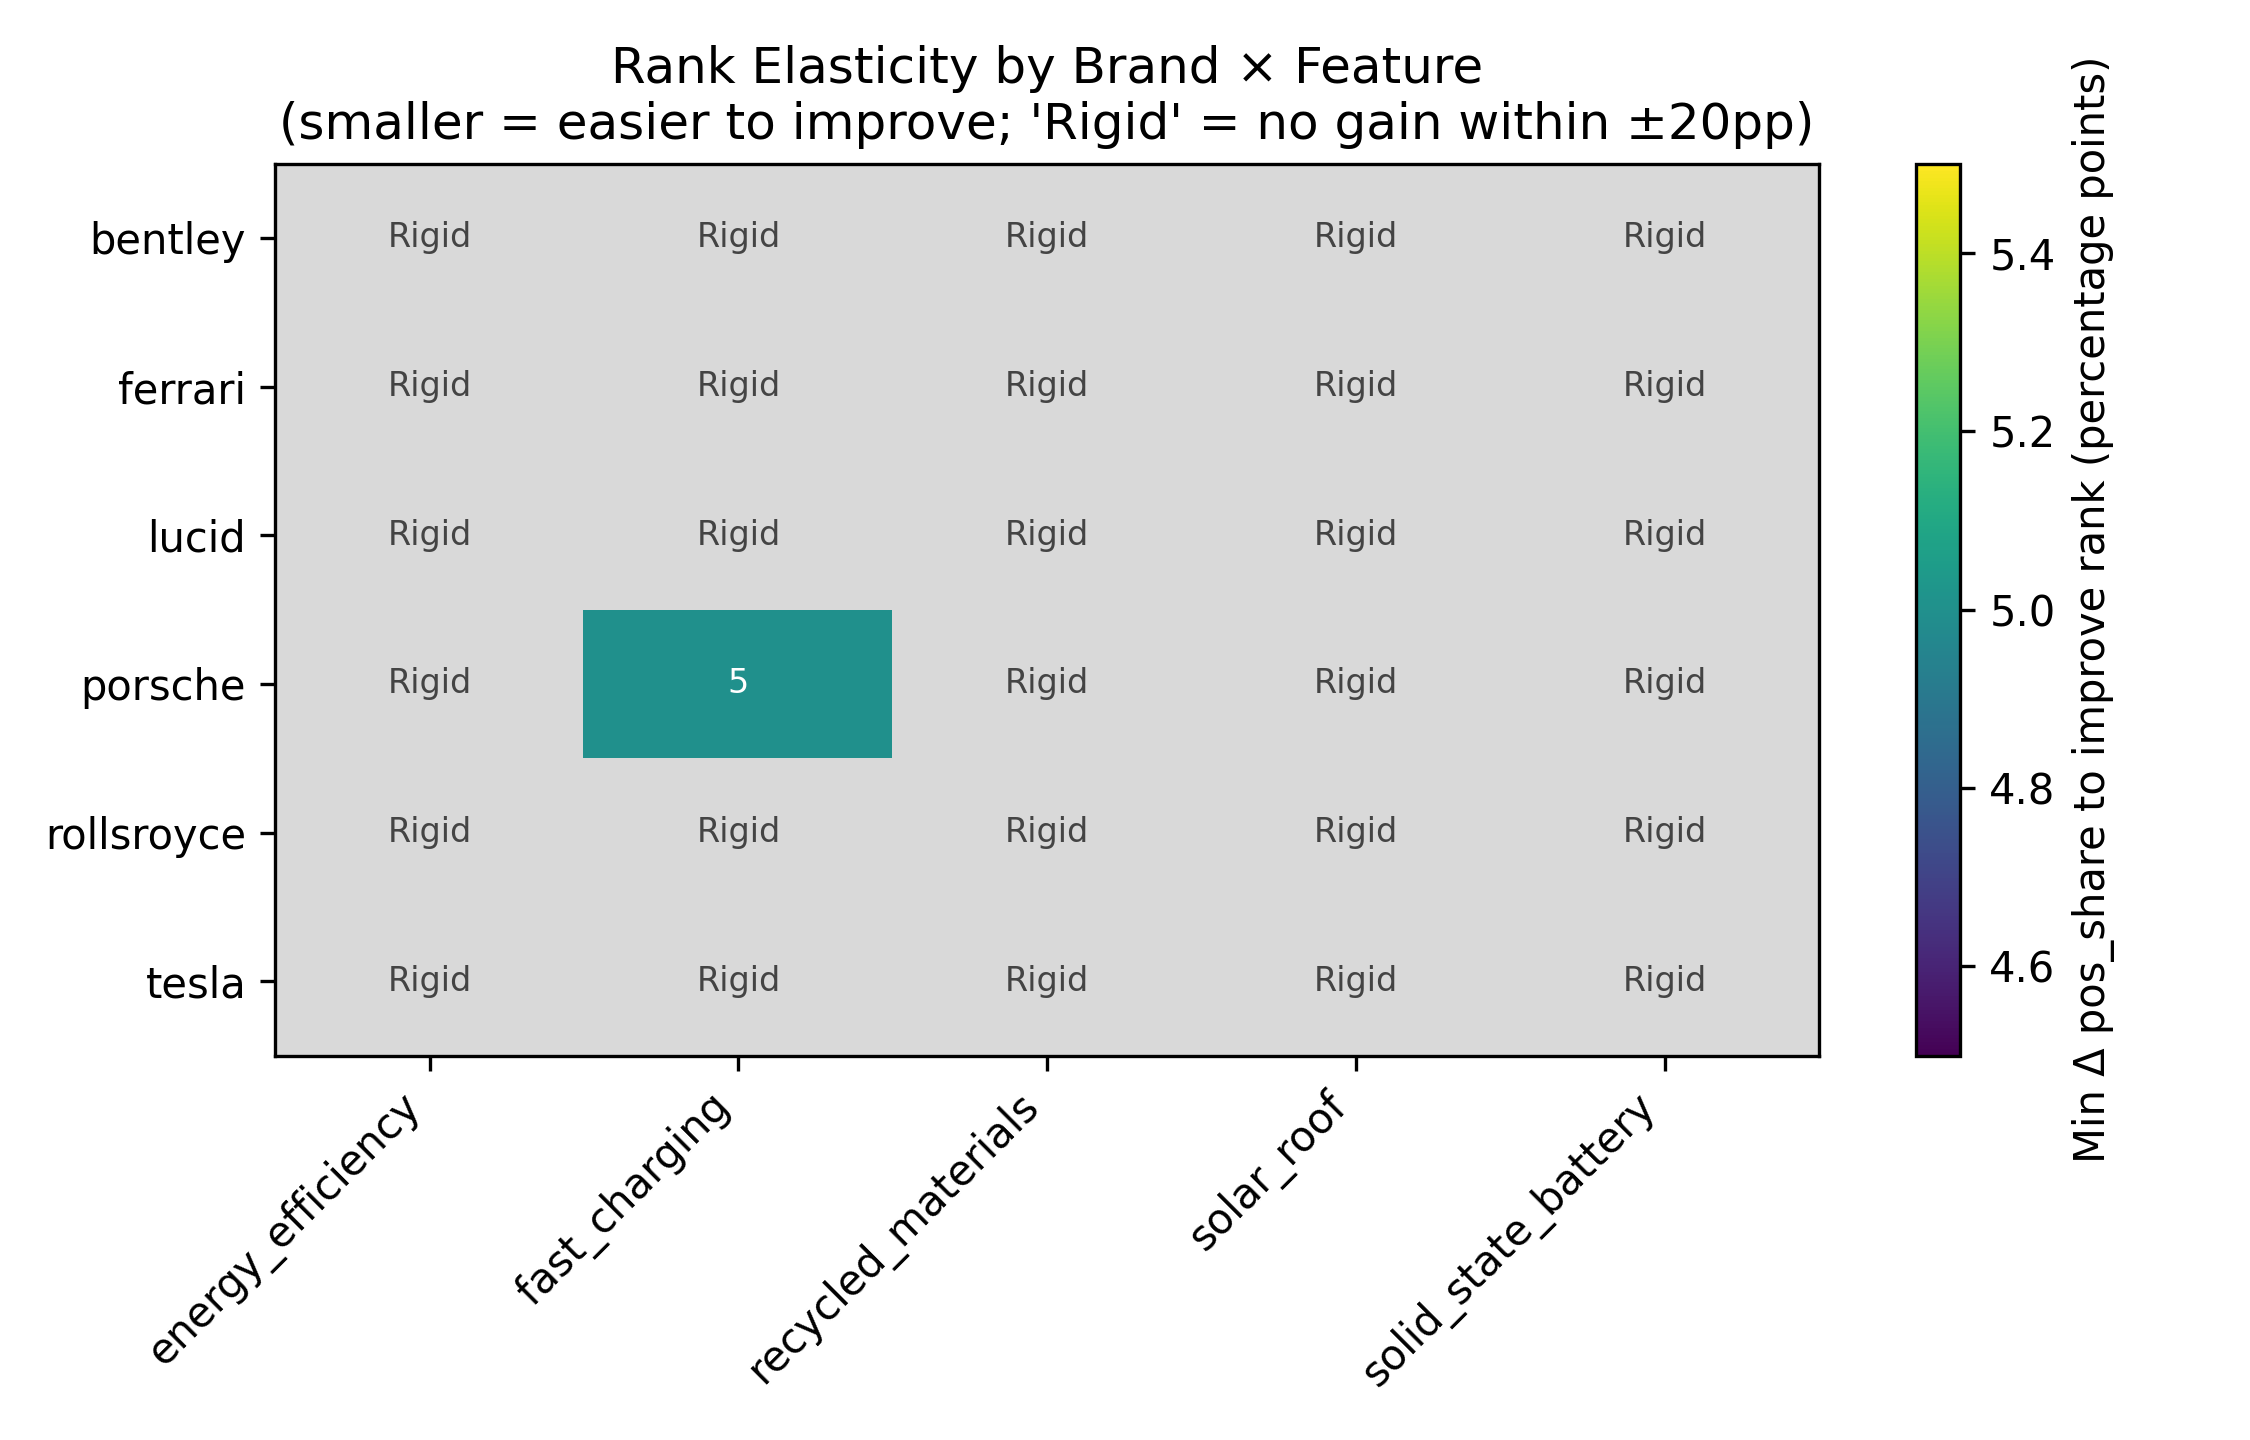 Rank Elasticity by Brand × Feature
(smaller = easier to improve; 'Rigid' = no gain within ±20pp)
bentley Rigid Rigid Rigid Rigid Rigid
ferrari Rigid Rigid Rigid Rigid Rigid
lucid Rigid Rigid Rigid Rigid Rigid
porsche Rigid 5 Rigid Rigid Rigid
rollsroyce Rigid Rigid Rigid Rigid Rigid
tesla Rigid Rigid Rigid Rigid Rigid
energy_efficiency
fast_charging
recycled_materials
solar_roof
solid_state_battery
5.4
5.2
5.0
4.8
4.6
Min Δ pos_share to improve rank (percentage points)